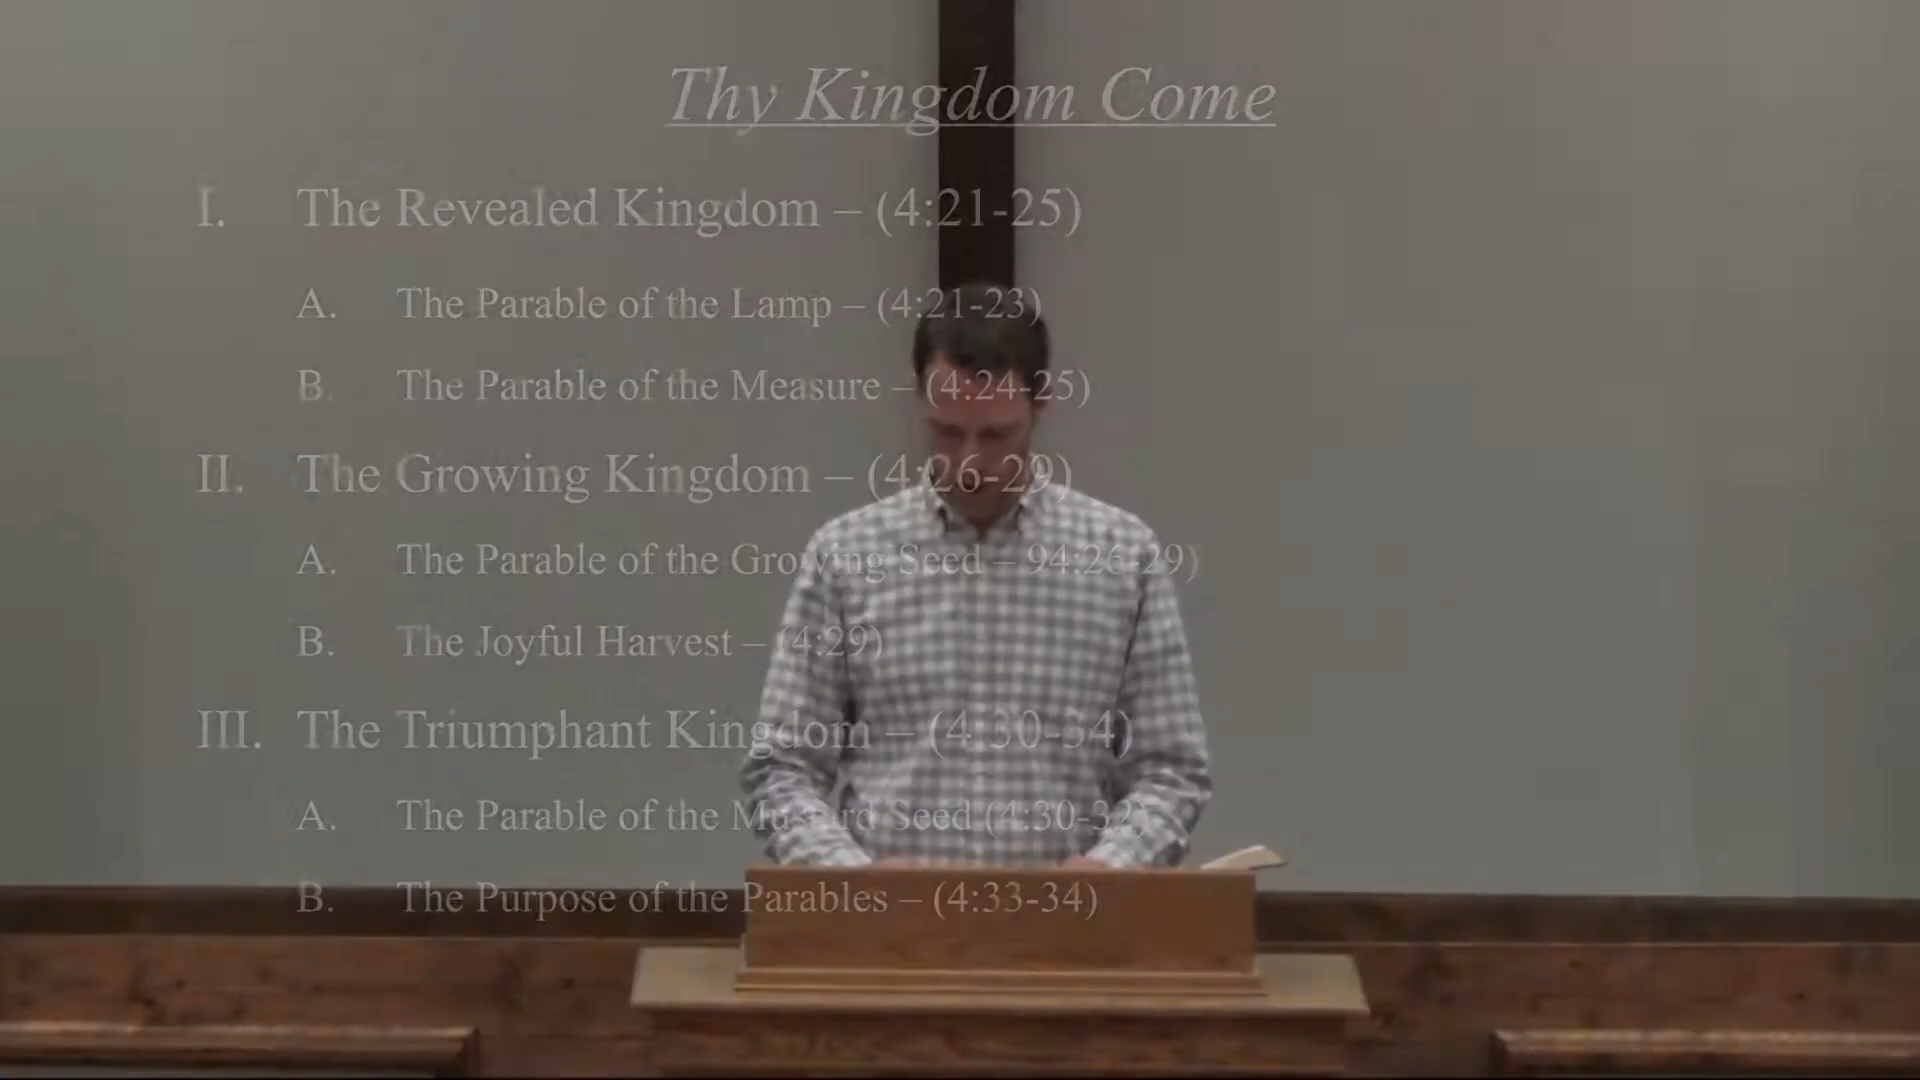 Thy Kingdom Come
I. The Revealed Kingdom – (4:21-25)
A. The Parable of the Lamp – (4:21-23)
B. The Parable of the Measure – (4:24-25)
II. The Growing Kingdom – (4:26-29)
A. The Parable of the Growing Seed – 94:26-29)
B. The Joyful Harvest – (4:29)
III. The Triumphant Kingdom – (4:30-34)
A. The Parable of the Mustard Seed (4:30-32)
B. The Purpose of the Parables – (4:33-34)